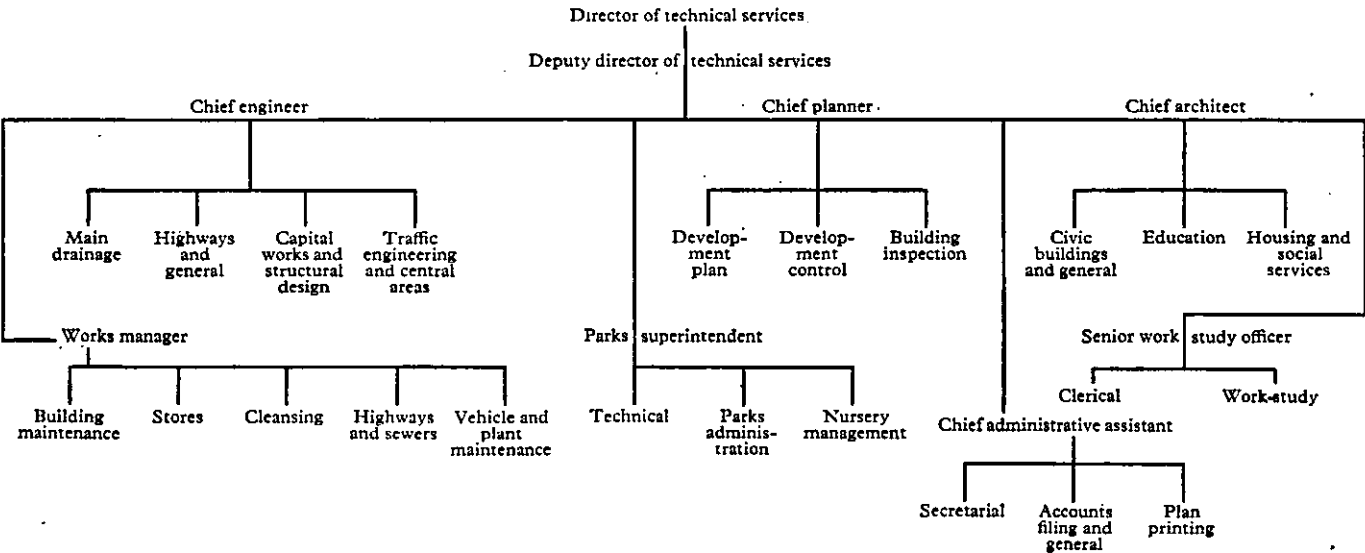 Director of technical services
Deputy director of technical services
Chief engineer
Chief planner
Chief architect
Main
drainage
Highways
and
general
Capital
works and
structural
design
Traffic
engineering
and central
areas
Develop-
ment
plan
Develop-
ment
control
Building
inspection
Civic
buildings
and general
Education
Housing and
social
services
Works manager
Parks superintendent
Senior work study officer
Building
maintenance
Stores
Cleansing
Highways
and sewers
Vehicle and
plant
maintenance
Technical
Parks
adminis-
tration
Nursery
management
Clerical
Work-study
Chief administrative assistant
Secretarial
Accounts
filing and
general
Plan
printing